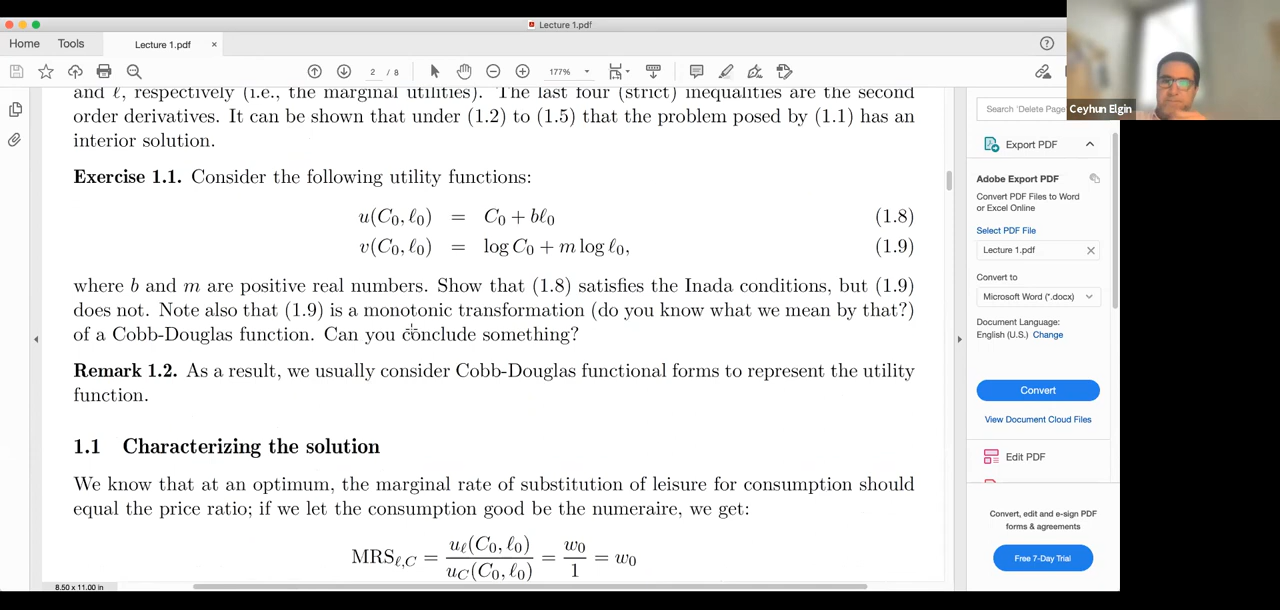 Lecture 1.pdf
Home Tools Lecture 1.pdf ×
2 / 8 177%
Ceyhun Elgin
and ℓ, respectively (i.e., the marginal utilities). The last four (strict) inequalities are the second
order derivatives. It can be shown that under (1.2) to (1.5) that the problem posed by (1.1) has an
interior solution.
Exercise 1.1. Consider the following utility functions:
u(C₀, ℓ₀) = C₀ + bℓ₀ (1.8)
v(C₀, ℓ₀) = log C₀ + m log ℓ₀, (1.9)
where b and m are positive real numbers. Show that (1.8) satisfies the Inada conditions, but (1.9)
does not. Note also that (1.9) is a monotonic transformation (do you know what we mean by that?)
of a Cobb-Douglas function. Can you conclude something?
Remark 1.2. As a result, we usually consider Cobb-Douglas functional forms to represent the utility
function.
1.1 Characterizing the solution
We know that at an optimum, the marginal rate of substitution of leisure for consumption should
equal the price ratio; if we let the consumption good be the numeraire, we get:
MRS_ℓ,C = u_ℓ(C₀, ℓ₀) / u_C(C₀, ℓ₀) = w₀ / 1 = w₀
8.50 x 11.00 in
Search 'Delete Page
Export PDF
Adobe Export PDF
Convert PDF Files to Word
or Excel Online
Select PDF File
Lecture 1.pdf ×
Convert to
Microsoft Word (*.docx)
Document Language:
English (U.S.) Change
Convert
View Document Cloud Files
Edit PDF
Convert, edit and e-sign PDF
forms & agreements
Free 7-Day Trial